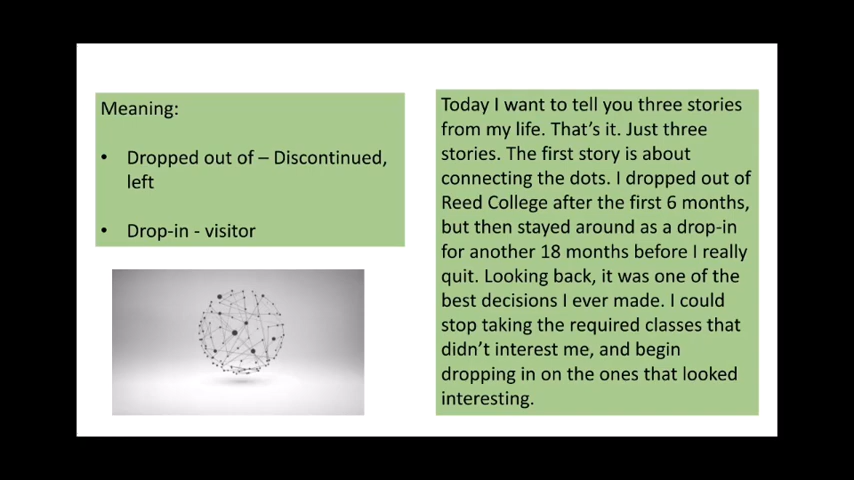 Meaning:
• Dropped out of – Discontinued,
left
• Drop-in - visitor
Today I want to tell you three stories
from my life. That’s it. Just three
stories. The first story is about
connecting the dots. I dropped out of
Reed College after the first 6 months,
but then stayed around as a drop-in
for another 18 months before I really
quit. Looking back, it was one of the
best decisions I ever made. I could
stop taking the required classes that
didn’t interest me, and begin
dropping in on the ones that looked
interesting.